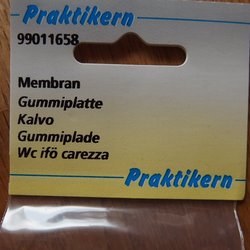 Praktikern
99011658
Membran
Gummiplatte
Kalvo
Gummiplade
Wc ifö carezza
Praktikern